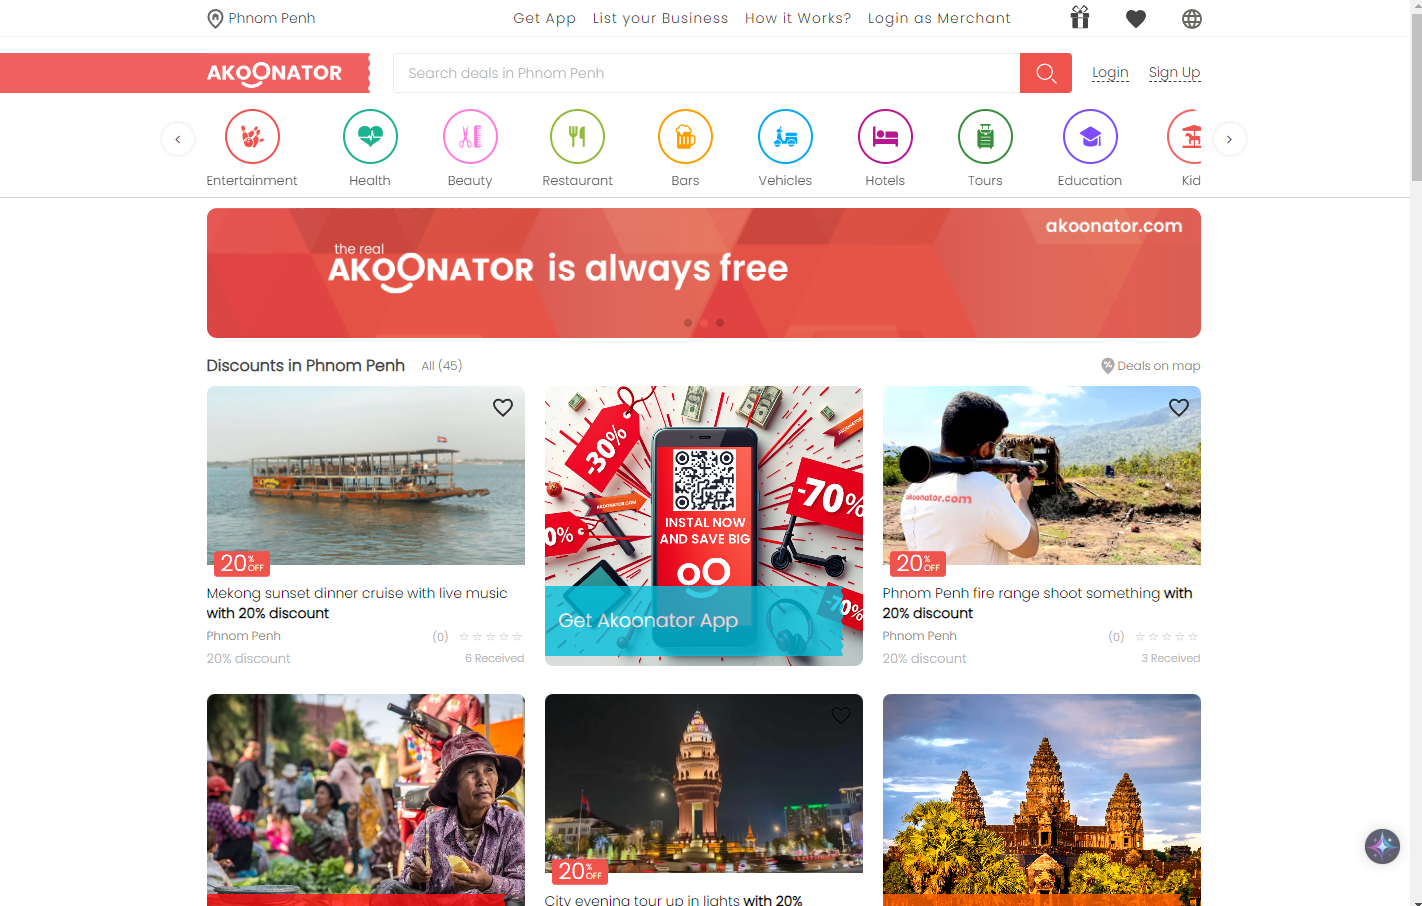 Phnom Penh
Get App
List your Business
How it Works?
Login as Merchant
AKOONATOR
Search deals in Phnom Penh
Login
Sign Up
Entertainment
Health
Beauty
Restaurant
Bars
Vehicles
Hotels
Tours
Education
Kid
akoonator.com
the real
AKOONATOR is always free
Discounts in Phnom Penh
All (45)
Deals on map
20% OFF
Mekong sunset dinner cruise with live music
with 20% discount
Phnom Penh
(0)
20% discount
6 Received
-30%
AKOONATOR.COM
-70%
0% €
INSTAL NOW
AND SAVE BIG
Get Akoonator App
-70%
akoonator.com
20% OFF
Phnom Penh fire range shoot something with
20% discount
Phnom Penh
(0)
20% discount
3 Received
20% OFF
City evening tour up in lights with 20%